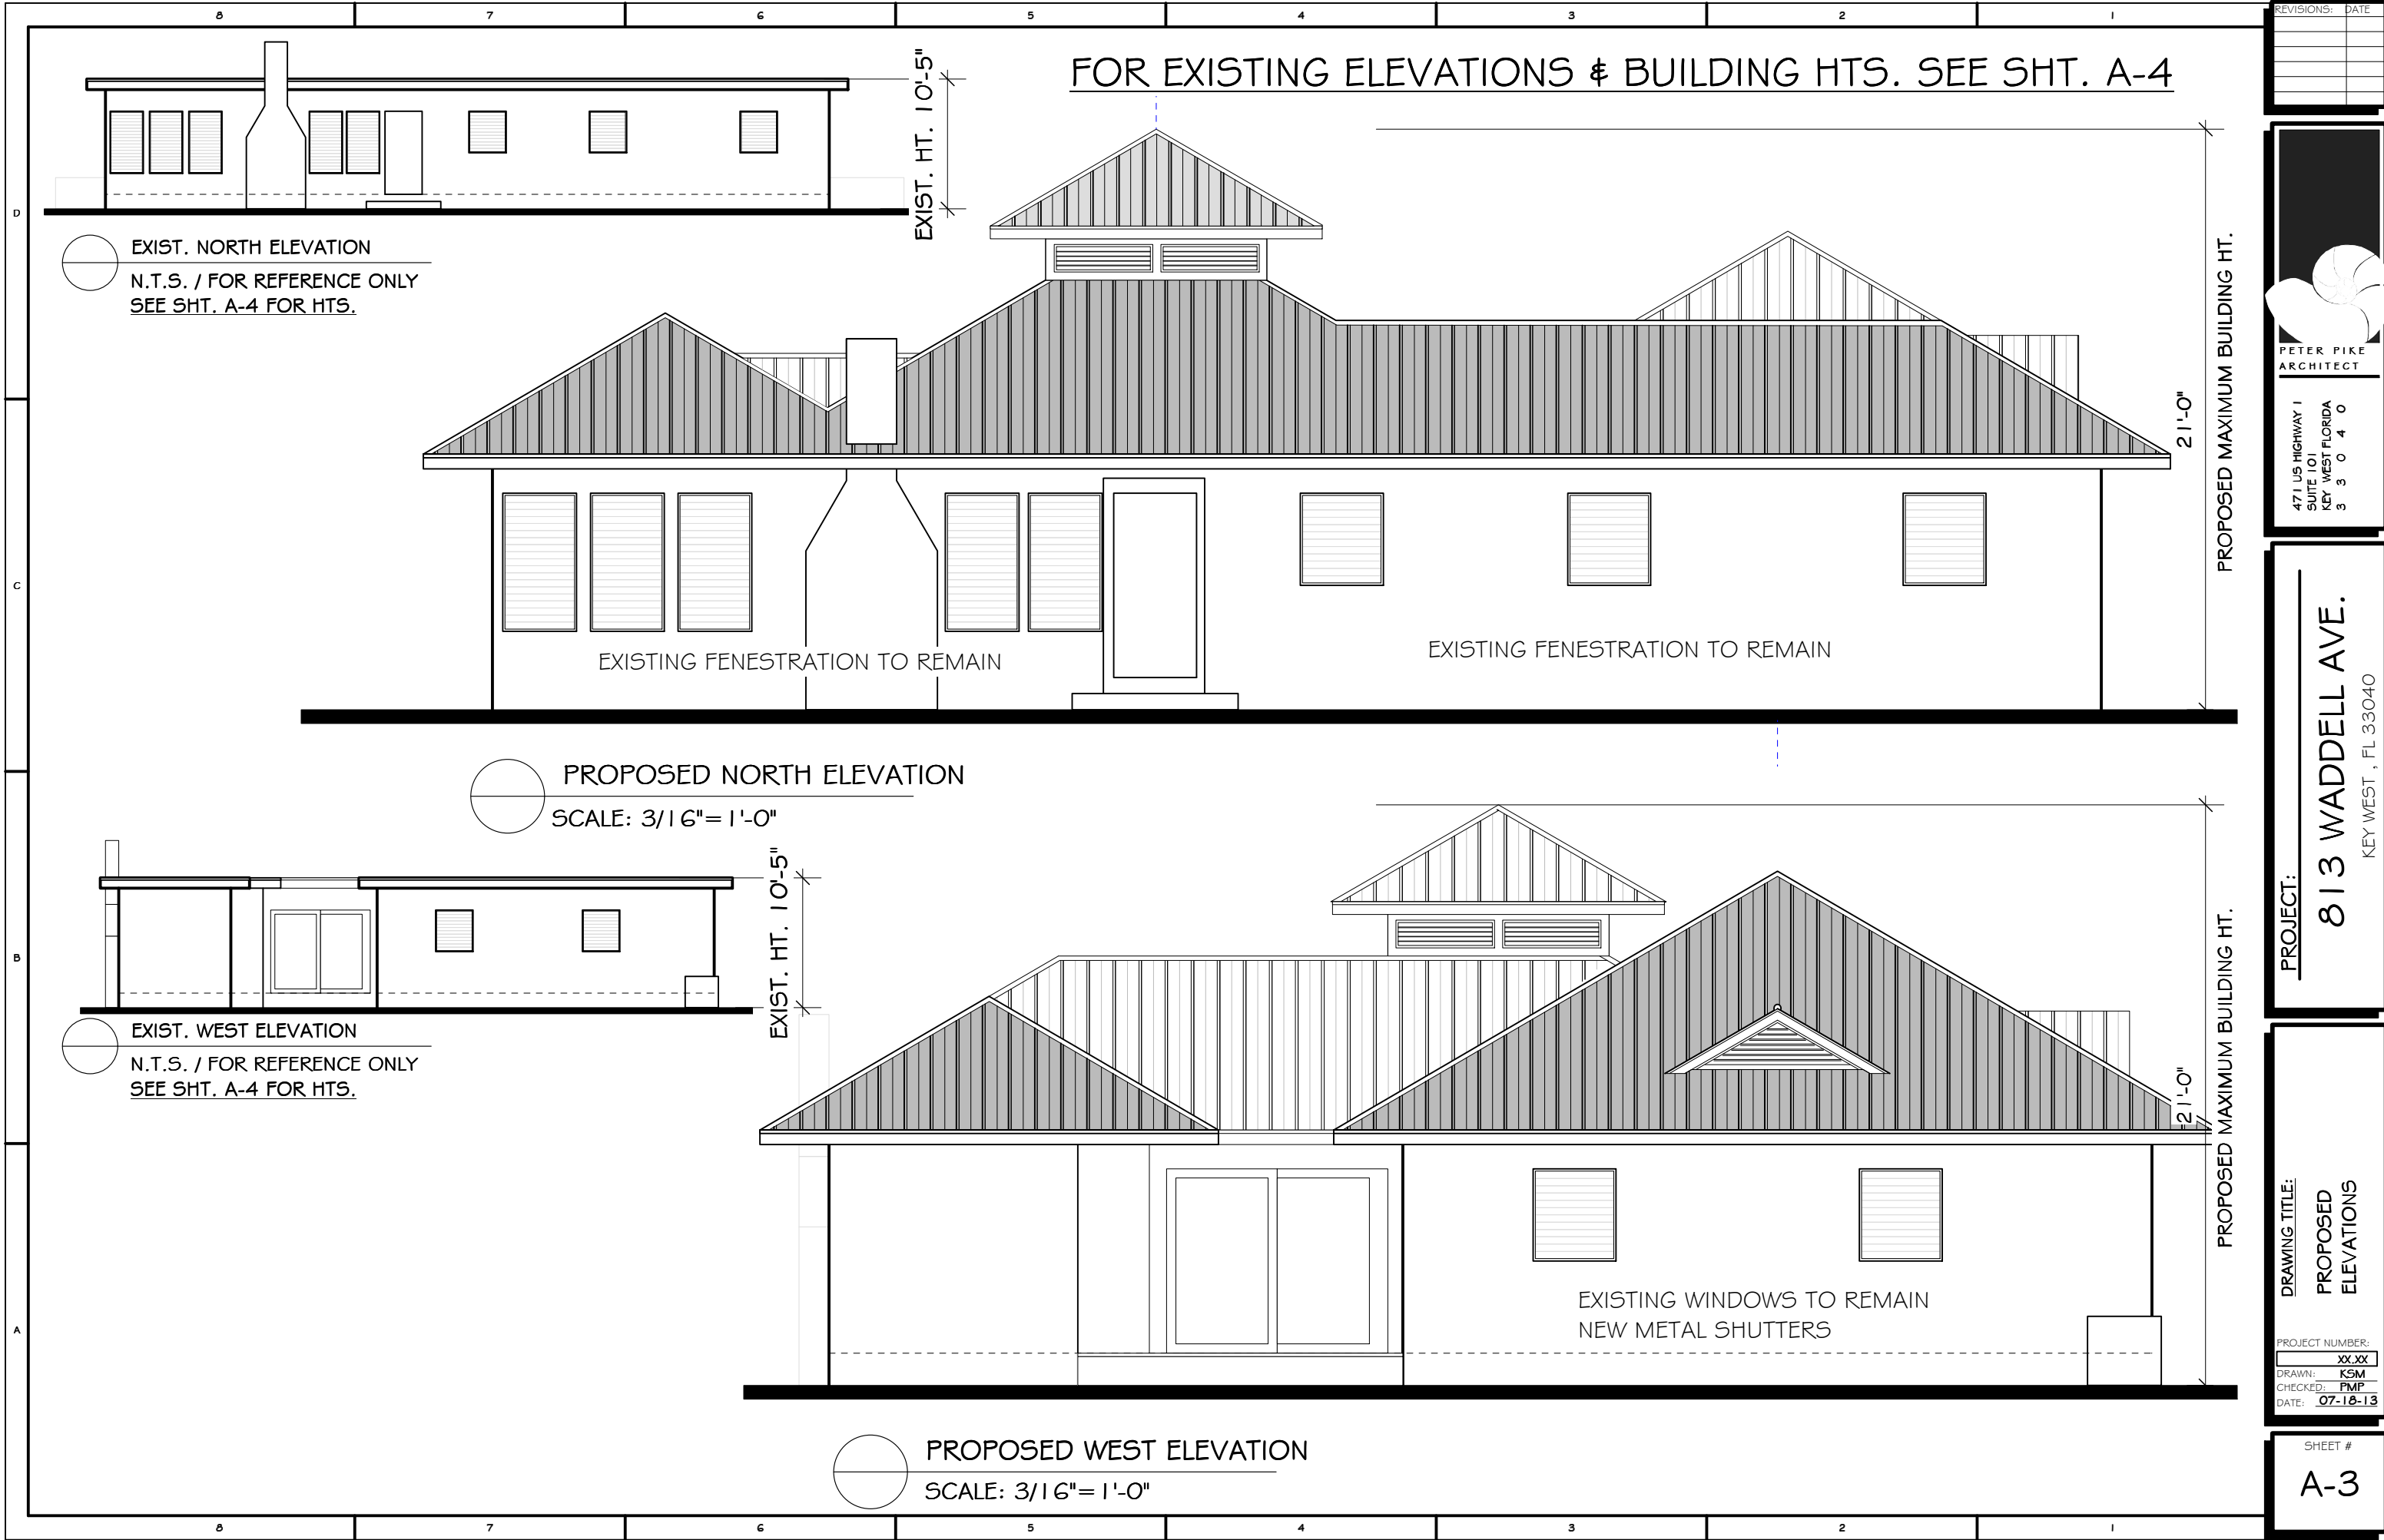 8 7 6 5 4 3 2 1
FOR EXISTING ELEVATIONS & BUILDING HTS. SEE SHT. A-4
EXIST. HT. 10'-5"
D
EXIST. NORTH ELEVATION
N.T.S. / FOR REFERENCE ONLY
SEE SHT. A-4 FOR HTS.
21'-0"
PROPOSED MAXIMUM BUILDING HT.
C
EXISTING FENESTRATION TO REMAIN
EXISTING FENESTRATION TO REMAIN
PROPOSED NORTH ELEVATION
SCALE: 3/16"=1'-0"
EXIST. HT. 10'-5"
B
EXIST. WEST ELEVATION
N.T.S. / FOR REFERENCE ONLY
SEE SHT. A-4 FOR HTS.
21'-0"
PROPOSED MAXIMUM BUILDING HT.
A
EXISTING WINDOWS TO REMAIN
NEW METAL SHUTTERS
PROPOSED WEST ELEVATION
SCALE: 3/16"=1'-0"
8 7 6 5 4 3 2 1
REVISIONS: DATE
PETER PIKE
ARCHITECT
471 US HIGHWAY 1
SUITE 101
KEY WEST FLORIDA
3 3 0 4 0
PROJECT:
813 WADDELL AVE.
KEY WEST , FL 33040
DRAWING TITLE:
PROPOSED
ELEVATIONS
PROJECT NUMBER:
XX.XX
DRAWN: KSM
CHECKED: PMP
DATE: 07-18-13
SHEET #
A-3